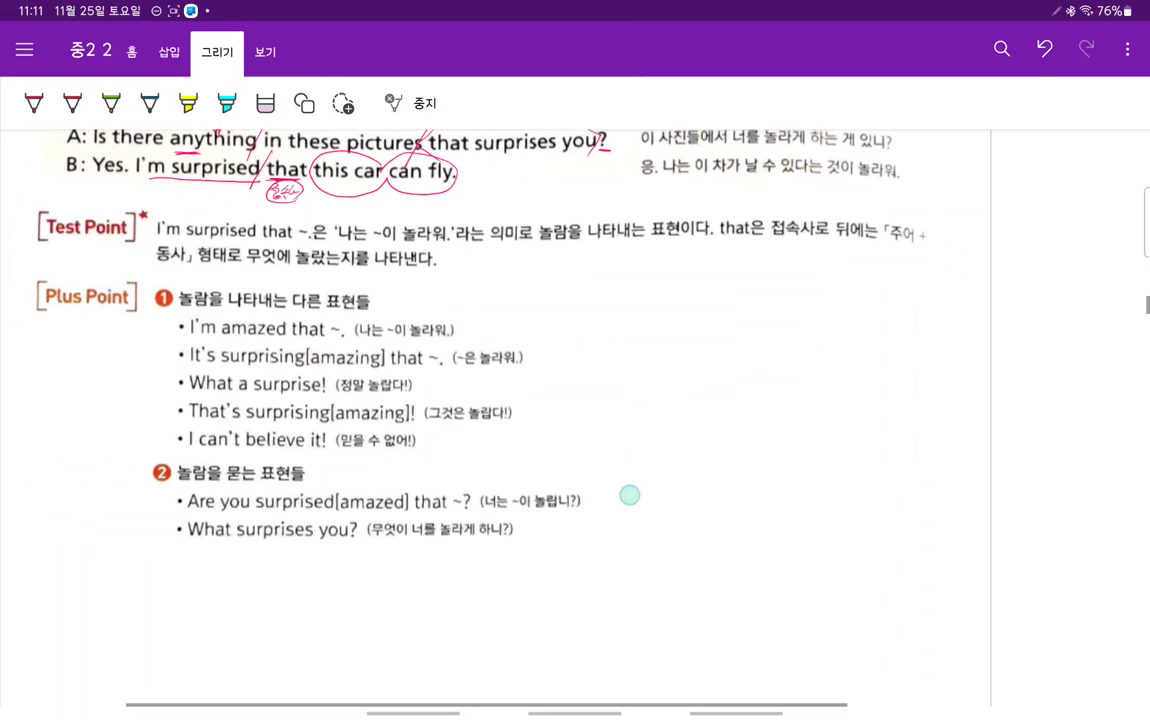 11:11 11월 25일 토요일 76%
중2 2 홈 삽입 그리기 보기
중지
A: Is there anything in these pictures that surprises you? 이 사진들에서 너를 놀라게 하는 게 있니?
B: Yes. I'm surprised that this car can fly. 응. 나는 이 차가 날 수 있다는 것이 놀라워.
[Test Point]* I'm surprised that ~.은 '나는 ~이 놀라워.'라는 의미로 놀람을 나타내는 표현이다. that은 접속사로 뒤에는 「주어 +
동사」 형태로 무엇에 놀랐는지를 나타낸다.
[Plus Point] ❶ 놀람을 나타내는 다른 표현들
• I'm amazed that ~. (나는 ~이 놀라워.)
• It's surprising[amazing] that ~. (~은 놀라워.)
• What a surprise! (정말 놀랍다!)
• That's surprising[amazing]! (그것은 놀랍다!)
• I can't believe it! (믿을 수 없어!)
❷ 놀람을 묻는 표현들
• Are you surprised[amazed] that ~? (너는 ~이 놀랍니?)
• What surprises you? (무엇이 너를 놀라게 하니?)